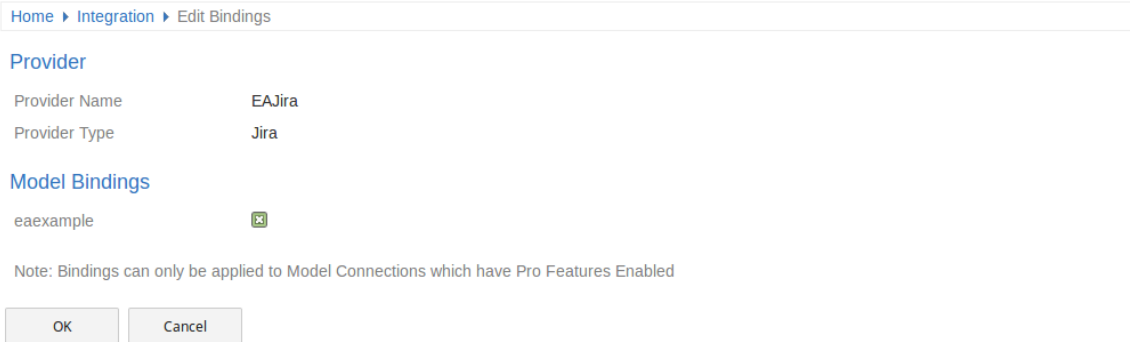 Home Integration Edit Bindings
Provider
Provider Name EAJira
Provider Type Jira
Model Bindings
eaexample
Note: Bindings can only be applied to Model Connections which have Pro Features Enabled
OK Cancel